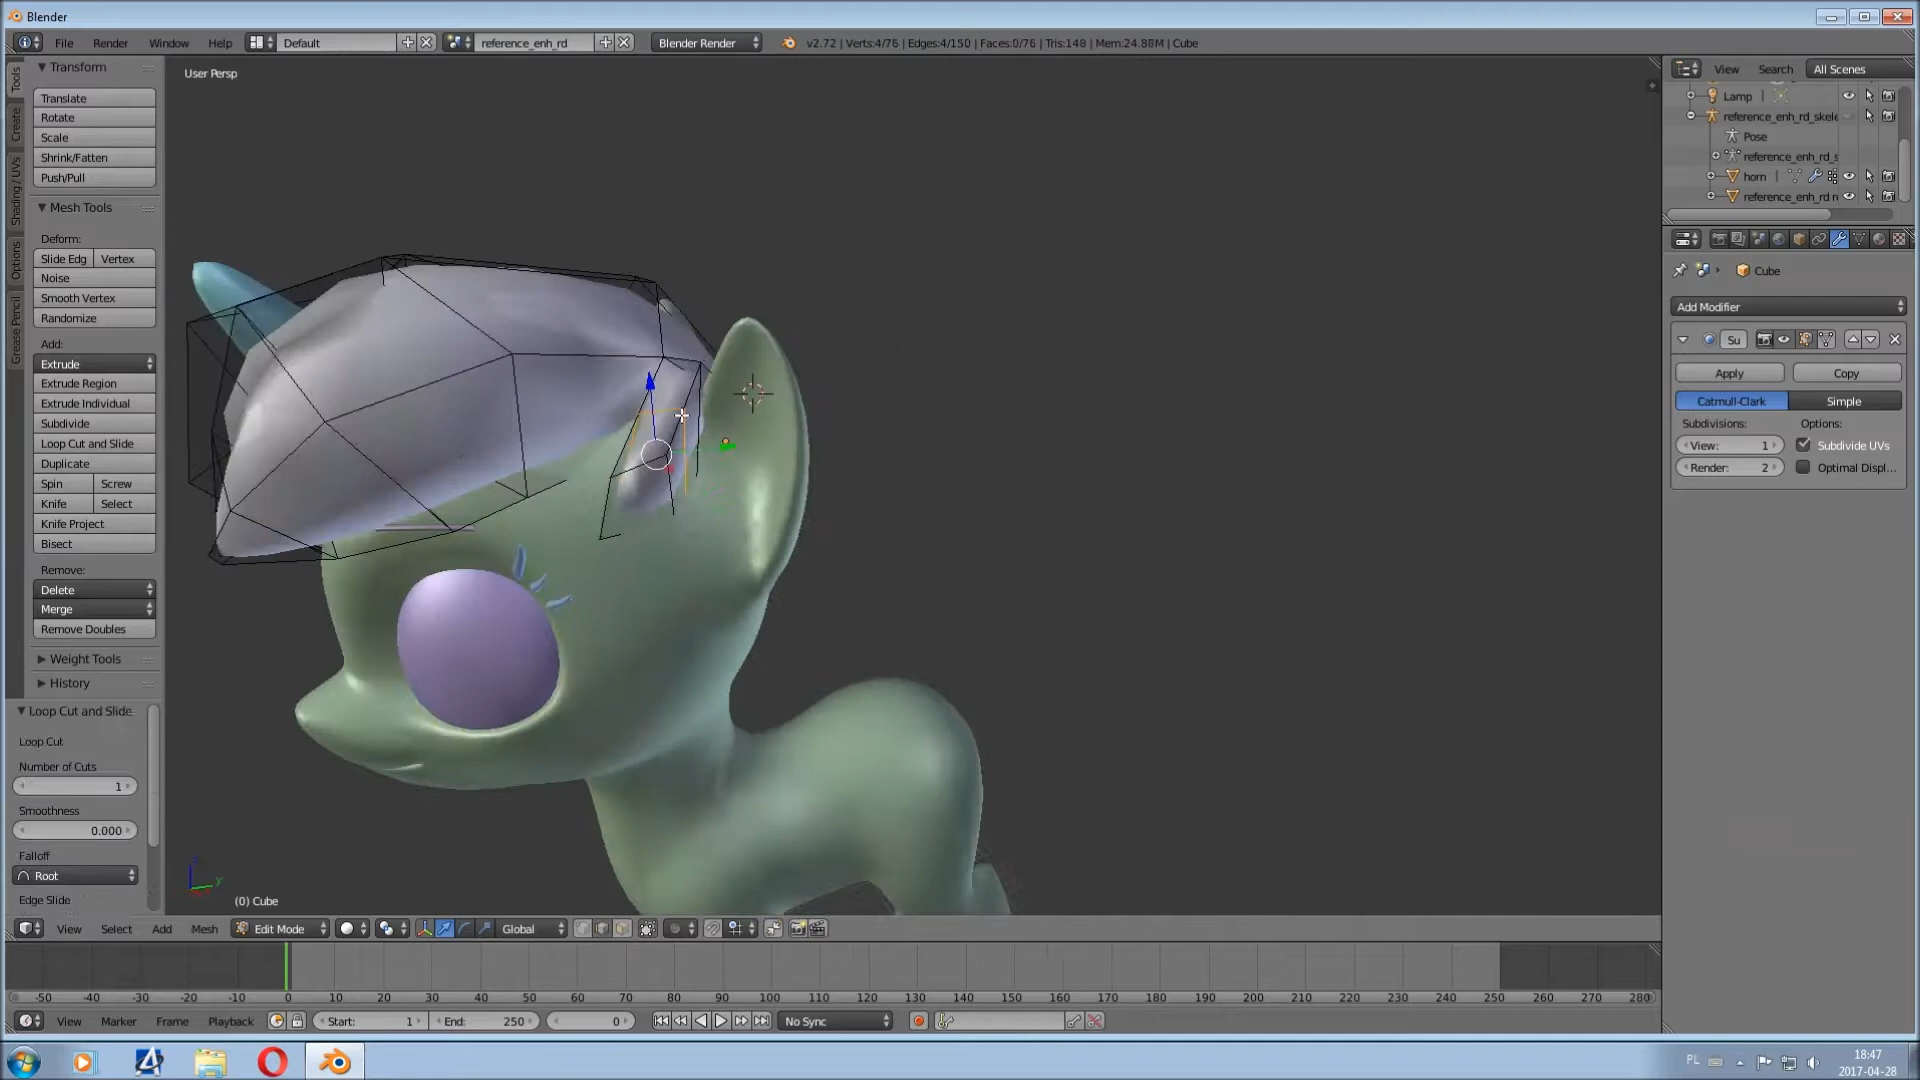 Blender
File Render Window Help Default reference_enh_rd Blender Render v2.72 | Verts:4/76 | Edges:4/150 | Faces:0/76 | Tris:148 | Mem:24.88M | Cube
Tools
Create
Shading / UVs
Options
Grease Pencil
Transform
Translate
Rotate
Scale
Shrink/Fatten
Push/Pull
Mesh Tools
Deform:
Slide Edg Vertex
Noise
Smooth Vertex
Randomize
Add:
Extrude
Extrude Region
Extrude Individual
Subdivide
Loop Cut and Slide
Duplicate
Spin Screw
Knife Select
Knife Project
Bisect
Remove:
Delete
Merge
Remove Doubles
Weight Tools
History
Loop Cut and Slide
Loop Cut
Number of Cuts
1
Smoothness
0.000
Falloff
Root
Edge Slide
User Persp
(0) Cube
View Select Add Mesh Edit Mode Global
View Search All Scenes
Lamp
reference_enh_rd_skele
Pose
reference_enh_rd_s
horn
reference_enh_rd r
Cube
Add Modifier
Su
Apply Copy
Catmull-Clark Simple
Subdivisions: Options:
View: 1 Subdivide UVs
Render: 2 Optimal Displ...
-50 -40 -30 -20 -10 0 10 20 30 40 50 60 70 80 90 100 110 120 130 140 150 160 170 180 190 200 210 220 230 240 250 260 270 280
View Marker Frame Playback Start: 1 End: 250 0 No Sync
PL
18:47
2017-04-28